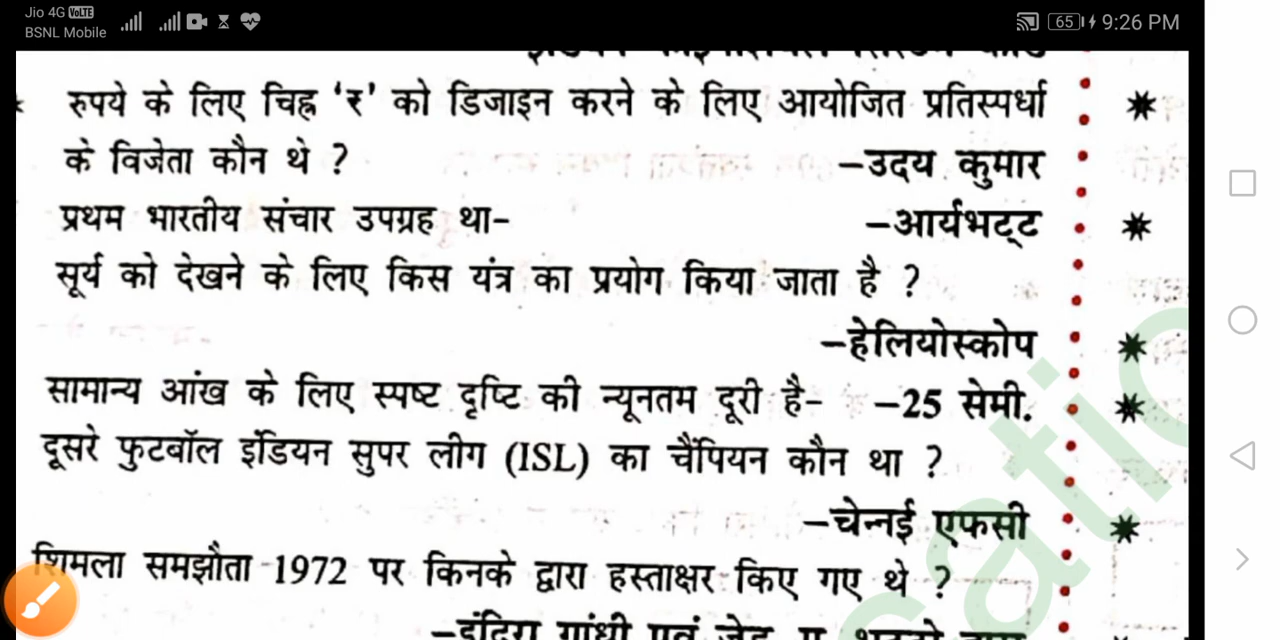 Jio 4G VoLTE
BSNL Mobile
65
9:26 PM
रुपये के लिए चिह्न ‘र’ को डिजाइन करने के लिए आयोजित प्रतिस्पर्धा
के विजेता कौन थे ?
–उदय कुमार
प्रथम भारतीय संचार उपग्रह था–
–आर्यभट्ट
सूर्य को देखने के लिए किस यंत्र का प्रयोग किया जाता है ?
–हेलियोस्कोप
सामान्य आंख के लिए स्पष्ट दृष्टि की न्यूनतम दूरी है– –25 सेमी.
दूसरे फुटबॉल इंडियन सुपर लीग (ISL) का चैंपियन कौन था ?
–चेन्नई एफसी
शिमला समझौता 1972 पर किनके द्वारा हस्ताक्षर किए गए थे ?
–इंदिरा गांधी एवं